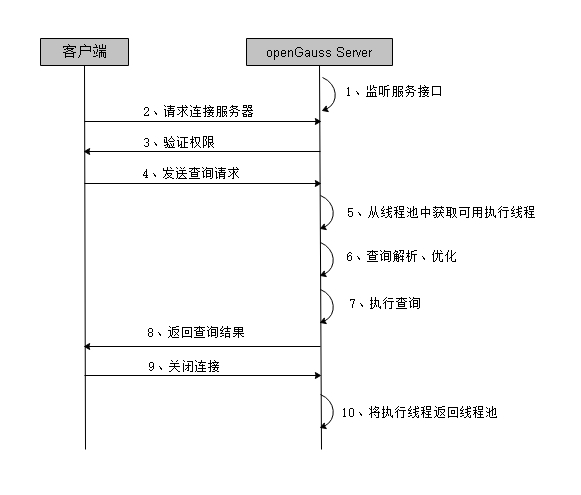 客户端
openGauss Server
1、监听服务接口
2、请求连接服务器
3、验证权限
4、发送查询请求
5、从线程池中获取可用执行线程
6、查询解析、优化
7、执行查询
8、返回查询结果
9、关闭连接
10、将执行线程返回线程池